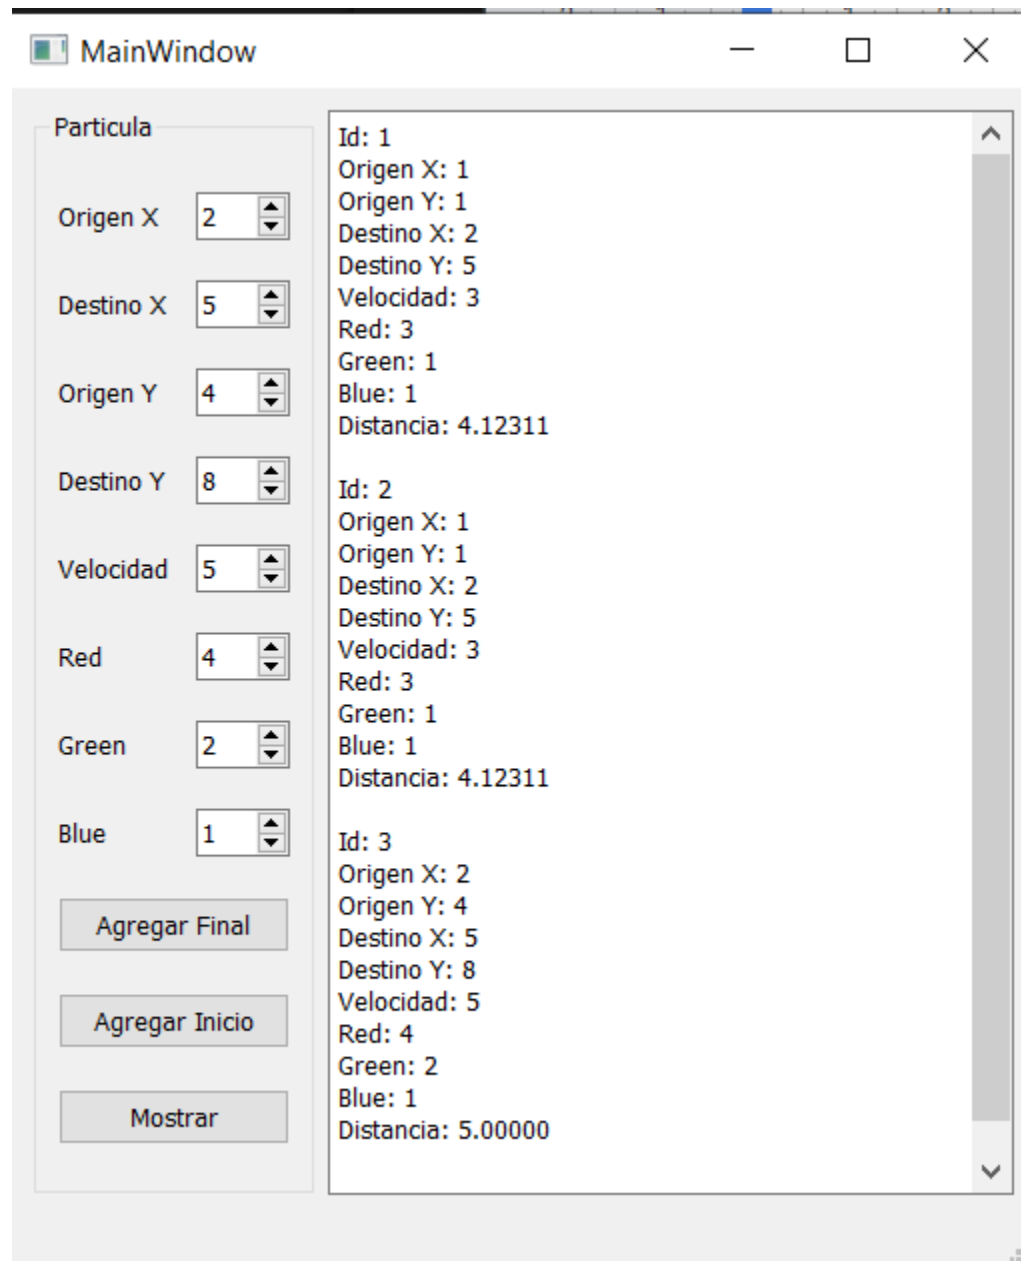 MainWindow
Particula
Origen X 2
Destino X 5
Origen Y 4
Destino Y 8
Velocidad 5
Red 4
Green 2
Blue 1
Agregar Final
Agregar Inicio
Mostrar
Id: 1
Origen X: 1
Origen Y: 1
Destino X: 2
Destino Y: 5
Velocidad: 3
Red: 3
Green: 1
Blue: 1
Distancia: 4.12311
Id: 2
Origen X: 1
Origen Y: 1
Destino X: 2
Destino Y: 5
Velocidad: 3
Red: 3
Green: 1
Blue: 1
Distancia: 4.12311
Id: 3
Origen X: 2
Origen Y: 4
Destino X: 5
Destino Y: 8
Velocidad: 5
Red: 4
Green: 2
Blue: 1
Distancia: 5.00000